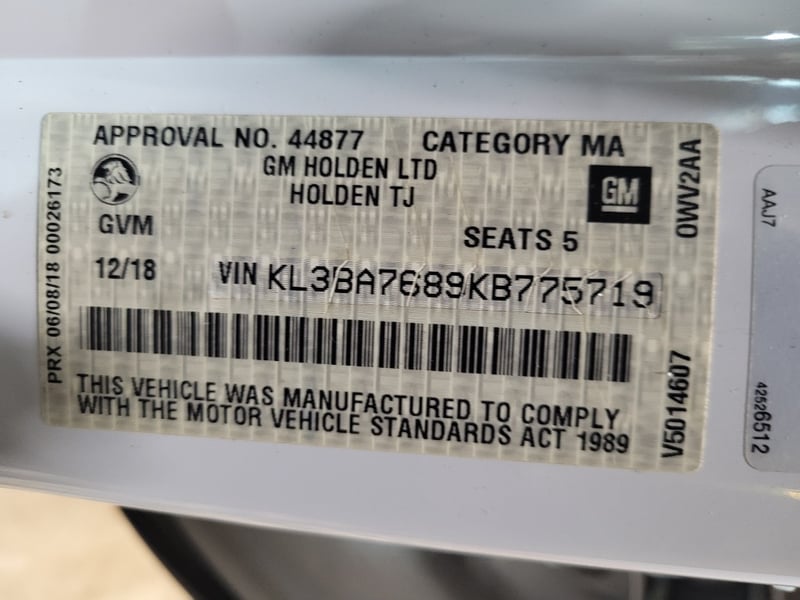 APPROVAL NO. 44877 CATEGORY MA
GM HOLDEN LTD
HOLDEN TJ
GM
GVM
SEATS 5
12/18
VIN KL3BA7689KB775719
THIS VEHICLE WAS MANUFACTURED TO COMPLY
WITH THE MOTOR VEHICLE STANDARDS ACT 1989
PRX 06/08/18 00026173
V5014607 0WV2AA
AAJ7
42526512